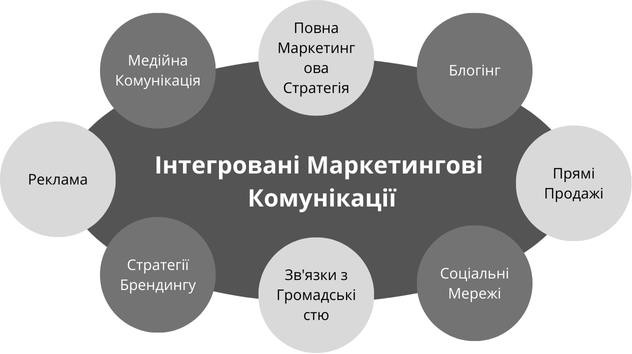 Повна
Маркетинг
ова
Стратегія
Медійна
Комунікація
Блогінг
Інтегровані Маркетингові
Комунікації
Реклама
Прямі
Продажі
Стратегії
Брендингу
Зв'язки з
Громадські
стю
Соціальні
Мережі